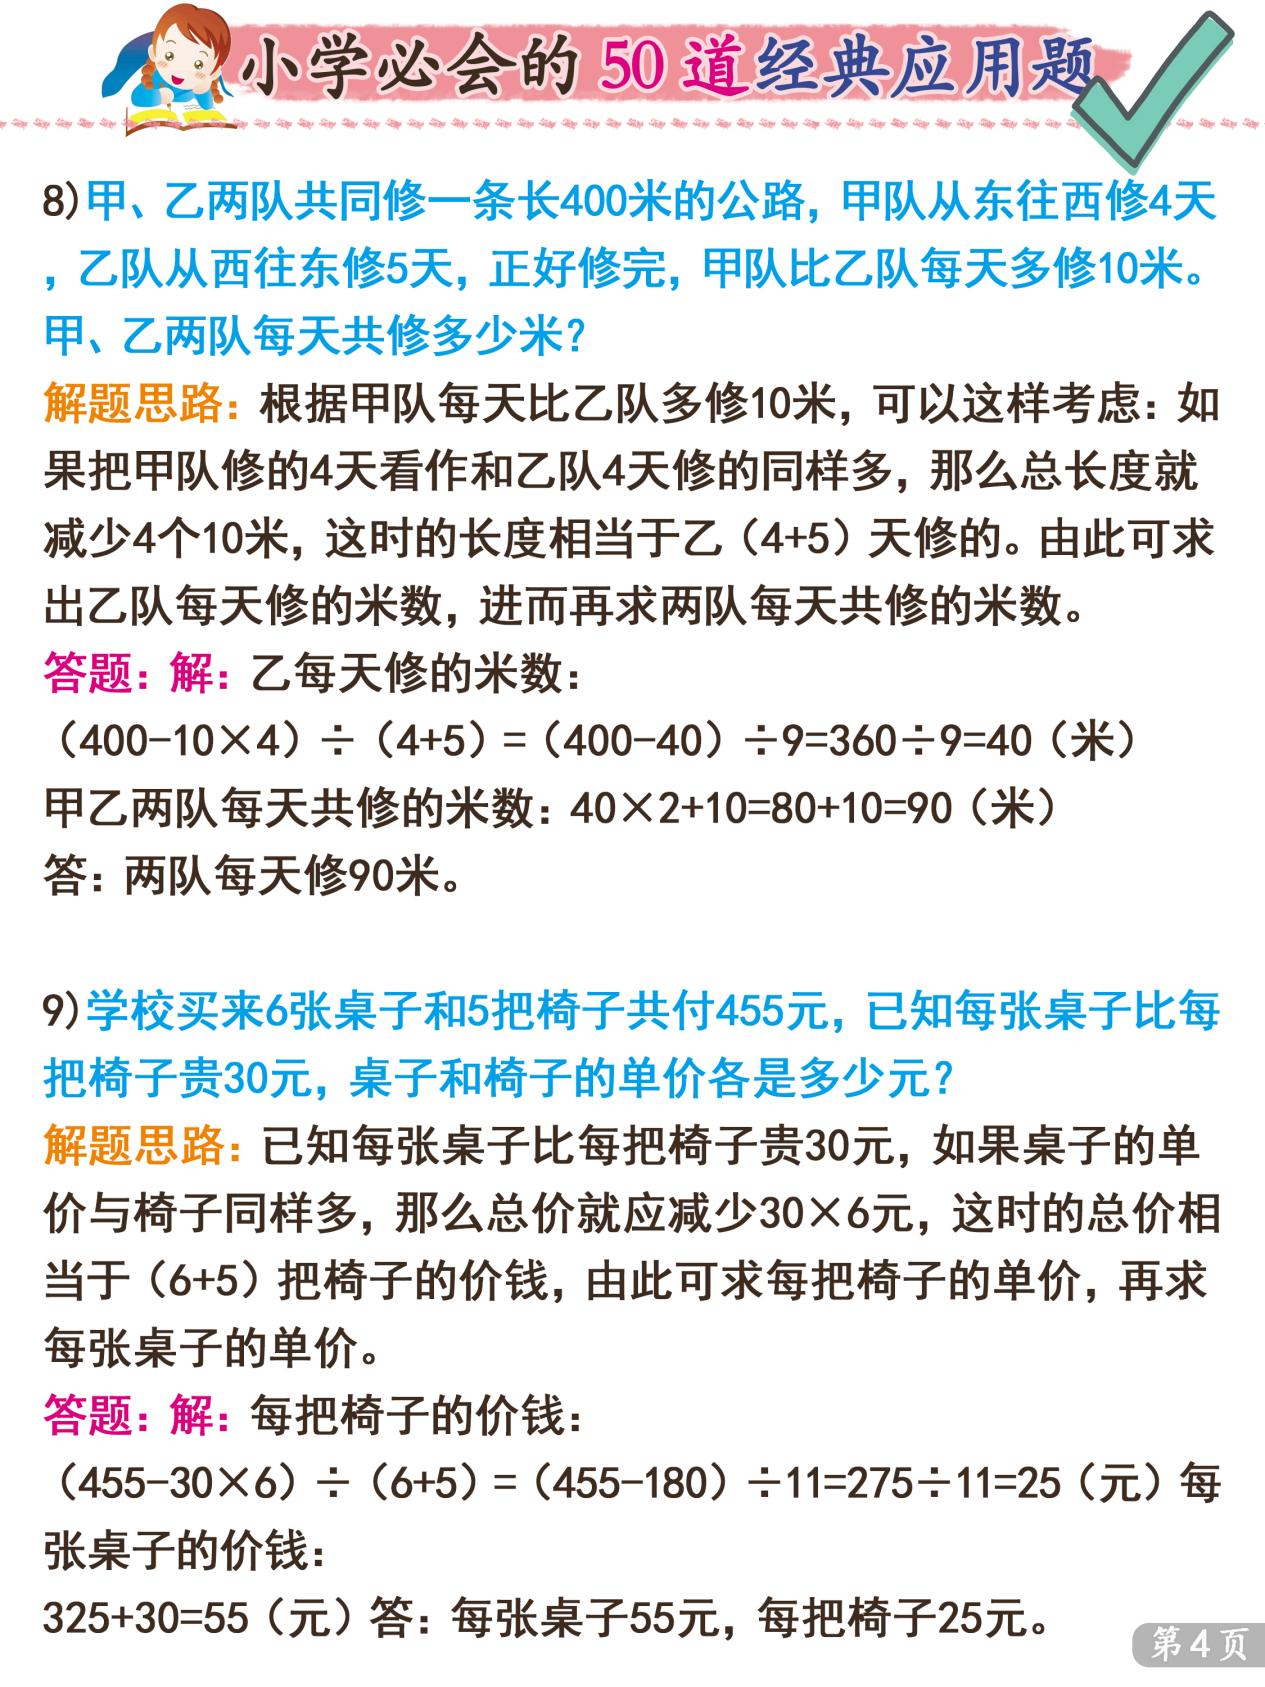 小学必会的50道经典应用题
8)甲、乙两队共同修一条长400米的公路，甲队从东往西修4天
，乙队从西往东修5天，正好修完，甲队比乙队每天多修10米。
甲、乙两队每天共修多少米？
解题思路：根据甲队每天比乙队多修10米，可以这样考虑：如
果把甲队修的4天看作和乙队4天修的同样多，那么总长度就
减少4个10米，这时的长度相当于乙（4+5）天修的。由此可求
出乙队每天修的米数，进而再求两队每天共修的米数。
答题：解：乙每天修的米数：
（400-10×4）÷（4+5）=（400-40）÷9=360÷9=40（米）
甲乙两队每天共修的米数：40×2+10=80+10=90（米）
答：两队每天修90米。
9)学校买来6张桌子和5把椅子共付455元，已知每张桌子比每
把椅子贵30元，桌子和椅子的单价各是多少元？
解题思路：已知每张桌子比每把椅子贵30元，如果桌子的单
价与椅子同样多，那么总价就应减少30×6元，这时的总价相
当于（6+5）把椅子的价钱，由此可求每把椅子的单价，再求
每张桌子的单价。
答题：解：每把椅子的价钱：
（455-30×6）÷（6+5）=（455-180）÷11=275÷11=25（元）每
张桌子的价钱：
325+30=55（元）答：每张桌子55元，每把椅子25元。
第4页